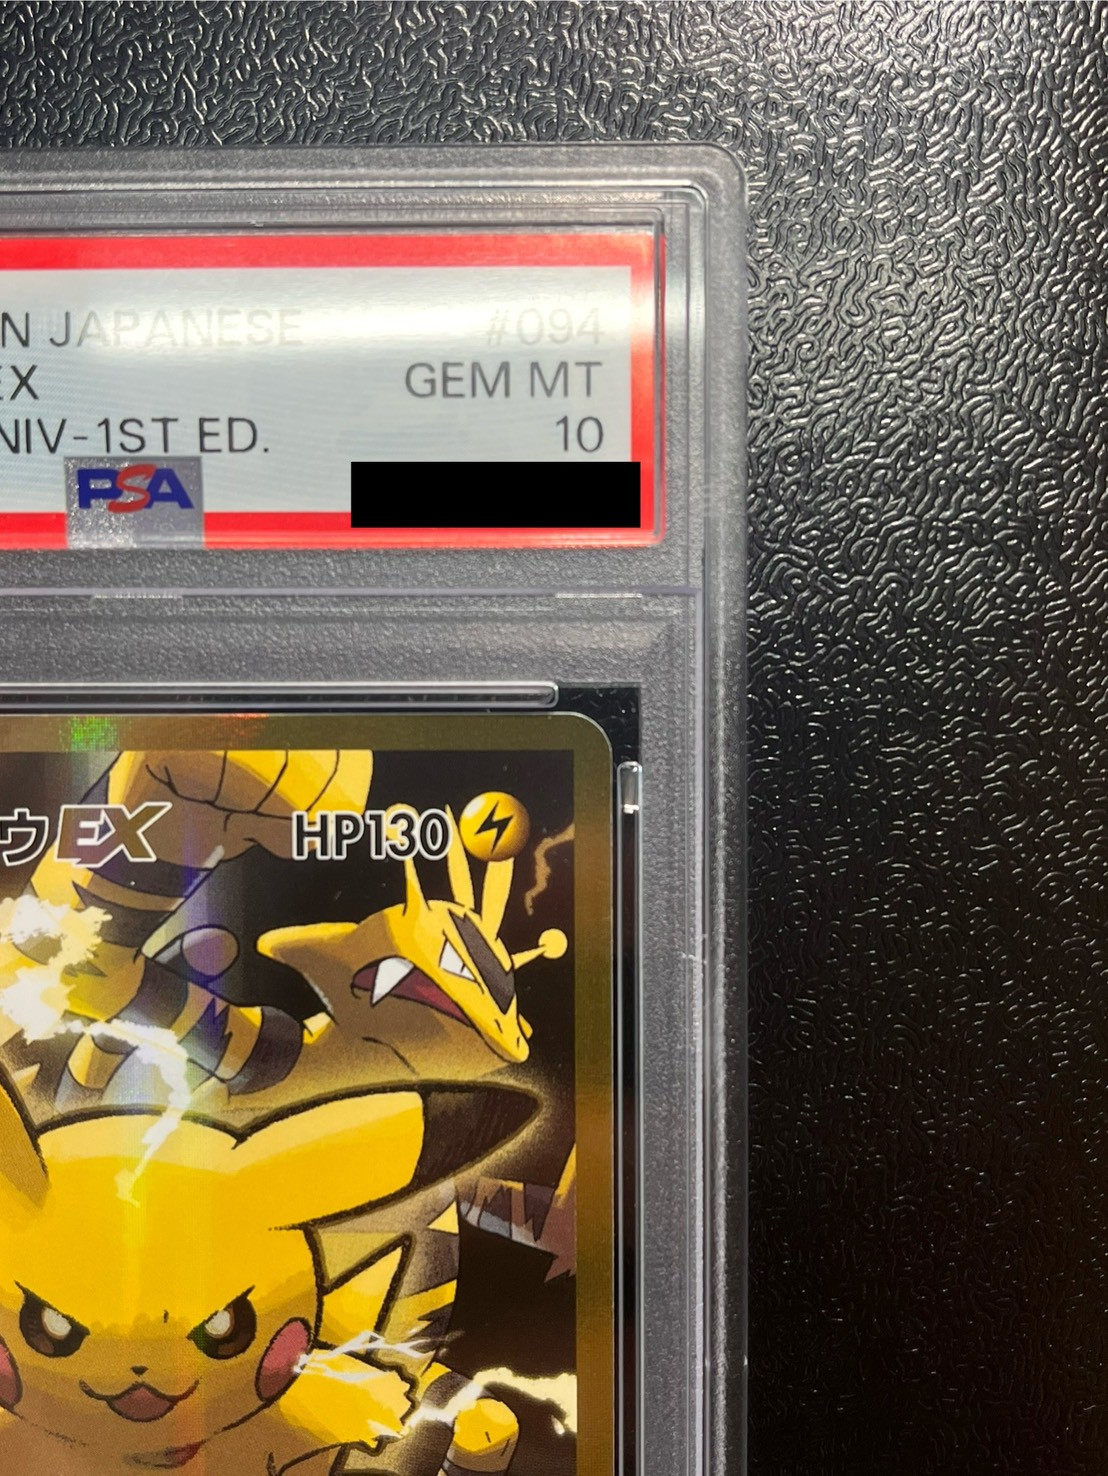 N JAPANESE #094
EX GEM MT
NIV-1ST ED. 10
PSA
ウEX HP130